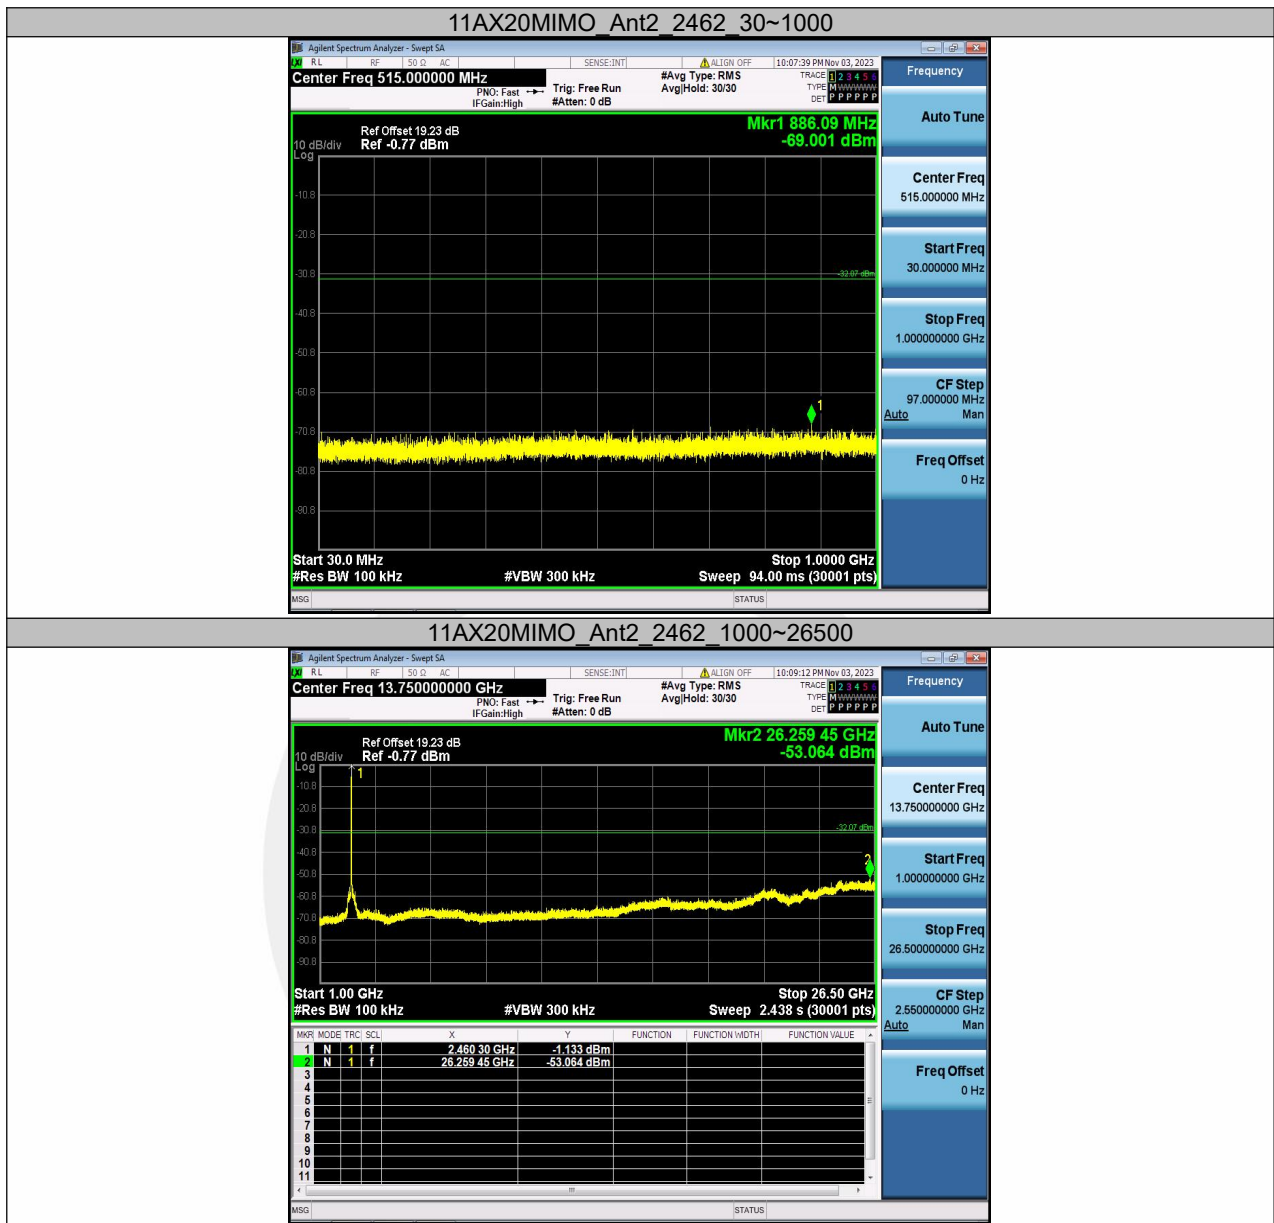 11AX20MIMO_Ant2_2462_30~1000
Agilent Spectrum Analyzer - Swept SA
RL RF 50 Ω AC SENSE:INT ALIGN OFF 10:07:39 PM Nov 03, 2023
Center Freq 515.000000 MHz
PNO: Fast
IFGain:High
Trig: Free Run
#Atten: 0 dB
#Avg Type: RMS
Avg|Hold: 30/30
TRACE 1 2 3 4 5 6
TYPE M WWWWW
DET P P P P P P
Frequency
Mkr1 886.09 MHz
-69.001 dBm
Ref Offset 19.23 dB
10 dB/div Ref -0.77 dBm
Log
-10.8
-20.8
-30.8
-32.07 dBm
-40.8
-50.8
-60.8
1
-70.8
-80.8
-90.8
Start 30.0 MHz Stop 1.0000 GHz
#Res BW 100 kHz #VBW 300 kHz Sweep 94.00 ms (30001 pts)
MSG STATUS
Auto Tune
Center Freq
515.000000 MHz
Start Freq
30.000000 MHz
Stop Freq
1.000000000 GHz
CF Step
97.000000 MHz
Auto Man
Freq Offset
0 Hz
11AX20MIMO_Ant2_2462_1000~26500
Agilent Spectrum Analyzer - Swept SA
RL RF 50 Ω AC SENSE:INT ALIGN OFF 10:09:12 PM Nov 03, 2023
Center Freq 13.750000000 GHz
PNO: Fast
IFGain:High
Trig: Free Run
#Atten: 0 dB
#Avg Type: RMS
Avg|Hold: 30/30
TRACE 1 2 3 4 5 6
TYPE M WWWWW
DET P P P P P P
Frequency
Mkr2 26.259 45 GHz
-53.064 dBm
Ref Offset 19.23 dB
10 dB/div Ref -0.77 dBm
Log
1
-10.8
-20.8
-30.8
-32.07 dBm
-40.8
2
-50.8
-60.8
-70.8
-80.8
-90.8
Start 1.00 GHz Stop 26.50 GHz
#Res BW 100 kHz #VBW 300 kHz Sweep 2.438 s (30001 pts)
MKR MODE TRC SCL X Y FUNCTION FUNCTION WIDTH FUNCTION VALUE
1 N 1 f 2.460 30 GHz -1.133 dBm
2 N 1 f 26.259 45 GHz -53.064 dBm
3
4
5
6
7
8
9
10
11
MSG STATUS
Auto Tune
Center Freq
13.750000000 GHz
Start Freq
1.000000000 GHz
Stop Freq
26.500000000 GHz
CF Step
2.550000000 GHz
Auto Man
Freq Offset
0 Hz